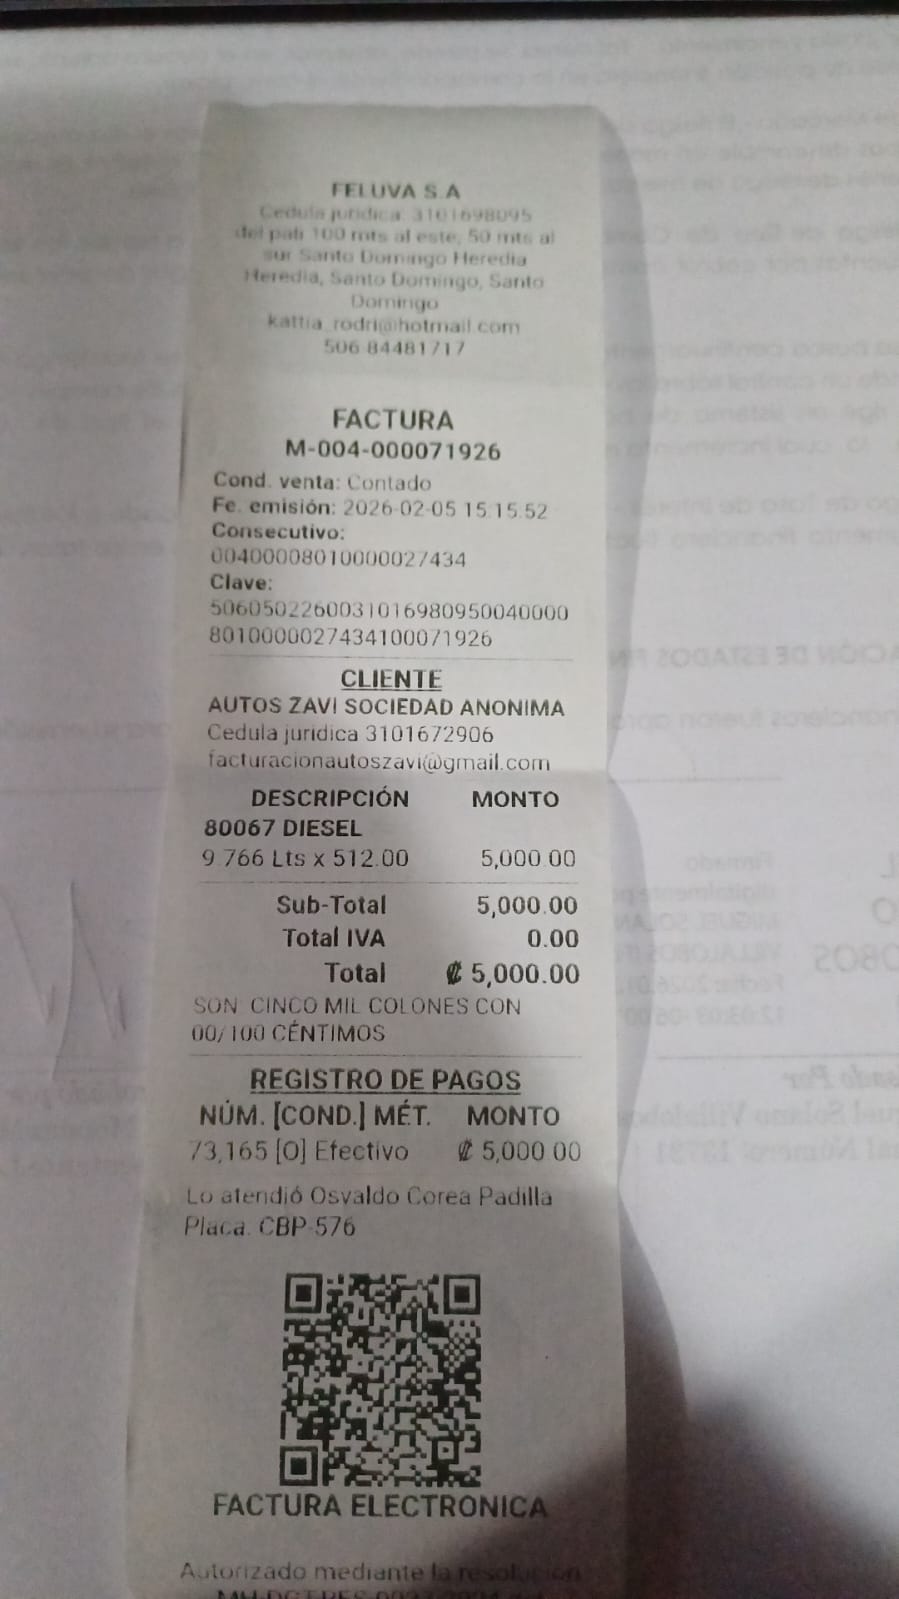 FELUVA S.A
Cedula juridica: 3101698095
del pali 100 mts al este, 50 mts al
sur Santo Domingo Heredia
Heredia, Santo Domingo, Santo
Domingo
kattia_rodri@hotmail.com
506 84481717
FACTURA
M-004-000071926
Cond. venta: Contado
Fe. emisión: 2026-02-05 15:15:52
Consecutivo:
00400008010000027434
Clave:
5060502260031016980950040000
8010000027434100071926
CLIENTE
AUTOS ZAVI SOCIEDAD ANONIMA
Cedula juridica 3101672906
facturacionautoszavi@gmail.com
DESCRIPCIÓN MONTO
80067 DIESEL
9.766 Lts x 512.00 5,000.00
Sub-Total 5,000.00
Total IVA 0.00
Total ₡ 5,000.00
SON: CINCO MIL COLONES CON
00/100 CÉNTIMOS
REGISTRO DE PAGOS
NÚM. [COND.] MÉT. MONTO
73,165 [0] Efectivo ₡ 5,000.00
Lo atendió Osvaldo Corea Padilla
Placa. CBP-576
FACTURA ELECTRONICA
Autorizado mediante la resolución